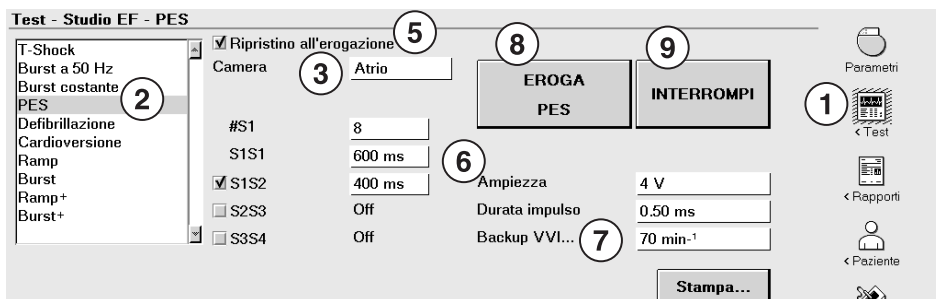 Test - Studio EF - PES
T-Shock
Burst a 50 Hz
Burst costante
PES
Defibrillazione
Cardioversione
Ramp
Burst
Ramp+
Burst+
2
Ripristino all'erogazione
5
Camera
3
Atrio
#S1
8
S1S1
600 ms
S1S2
400 ms
S2S3
Off
S3S4
Off
6
8
EROGA
PES
9
INTERROMPI
Ampiezza
4 V
Durata impulso
0.50 ms
Backup VVI...
7
70 min-¹
Stampa...
Parametri
1
< Test
< Rapporti
< Paziente